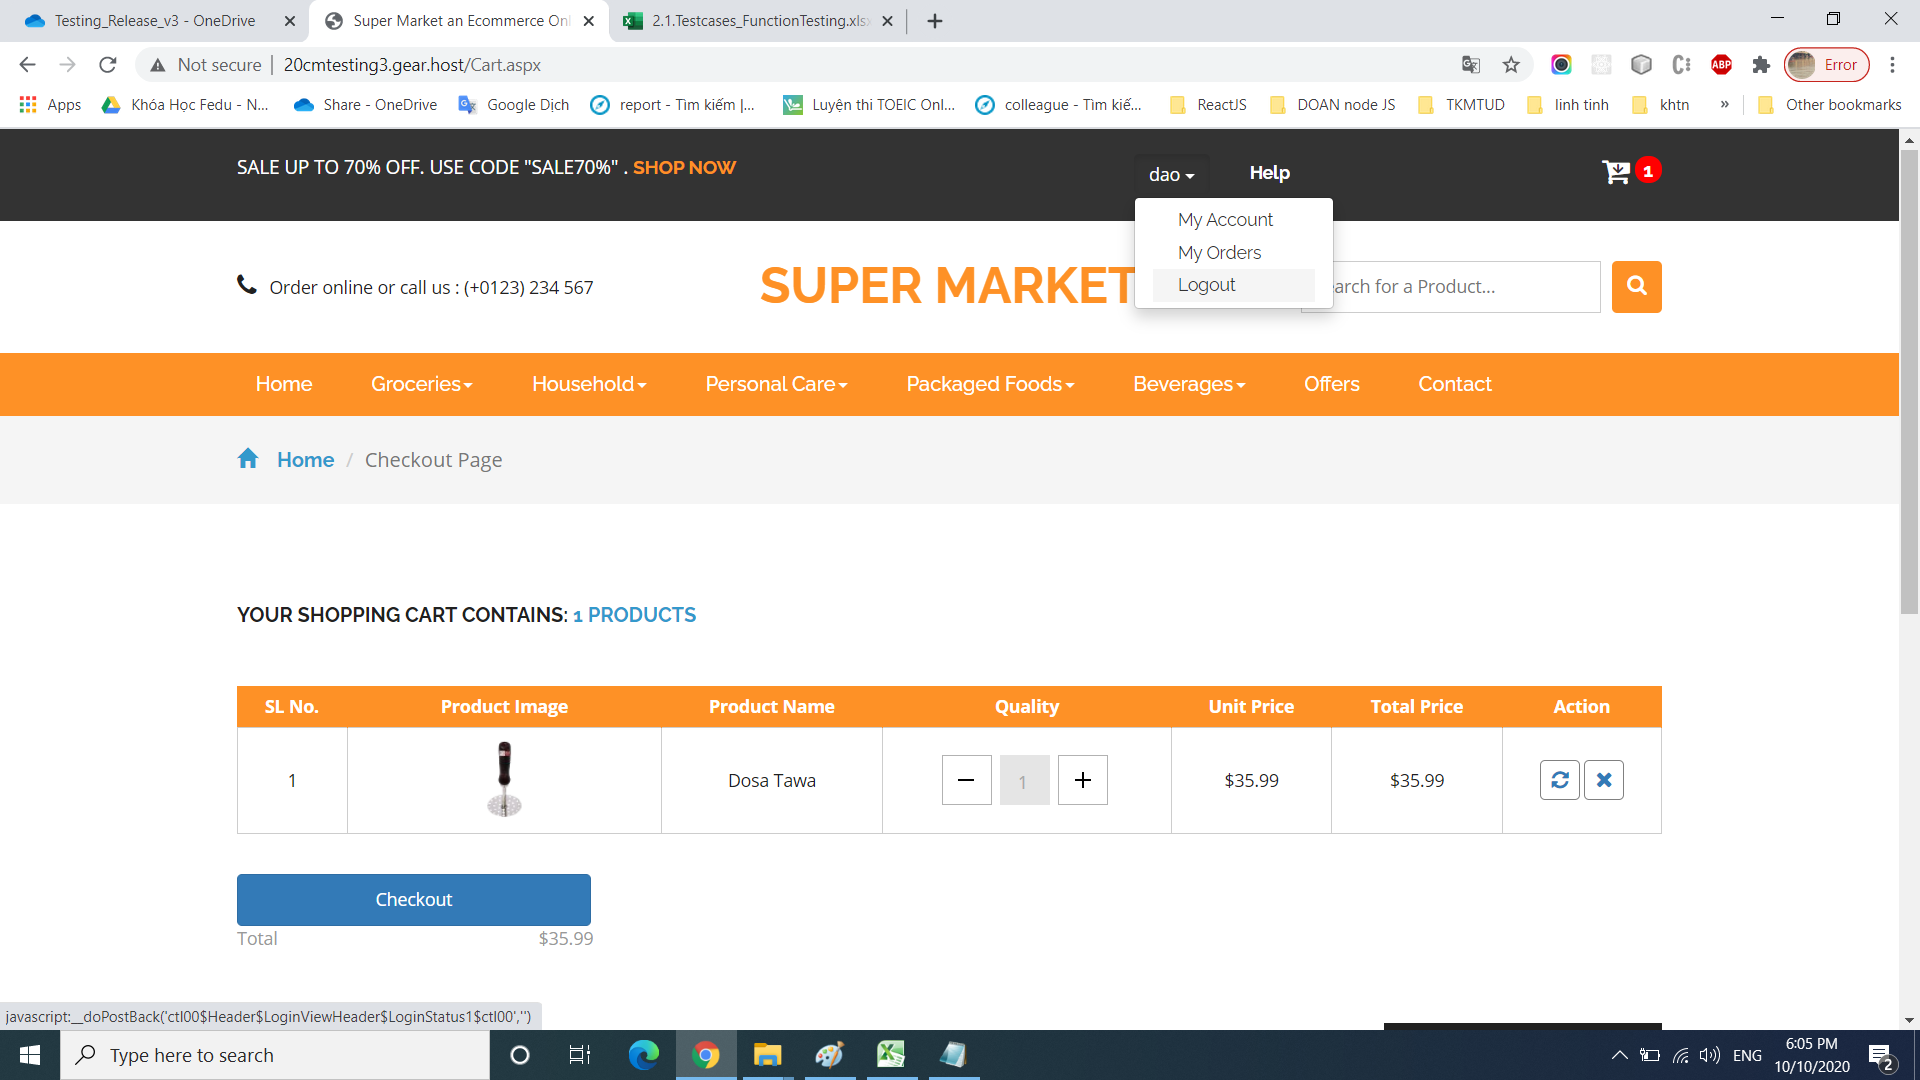 Testing_Release_v3 - OneDrive
Super Market an Ecommerce Onl
2.1.Testcases_FunctionTesting.xlsx
Not secure | 20cmtesting3.gear.host/Cart.aspx
ABP
Error
Apps
Khóa Học Fedu - N...
Share - OneDrive
Google Dịch
report - Tìm kiếm |...
Luyện thi TOEIC Onl...
colleague - Tìm kiế...
ReactJS
DOAN node JS
TKMTUD
linh tinh
khtn
»
Other bookmarks
SALE UP TO 70% OFF. USE CODE "SALE70%" . SHOP NOW
dao
Help
1
My Account
My Orders
Logout
Order online or call us : (+0123) 234 567
SUPER MARKET
arch for a Product...
Home
Groceries
Household
Personal Care
Packaged Foods
Beverages
Offers
Contact
Home / Checkout Page
YOUR SHOPPING CART CONTAINS: 1 PRODUCTS
SL No.
Product Image
Product Name
Quality
Unit Price
Total Price
Action
1
Dosa Tawa
1
$35.99
$35.99
Checkout
Total
$35.99
javascript:__doPostBack('ctl00$Header$LoginViewHeader$LoginStatus1$ctl00','')
Type here to search
ENG
6:05 PM
10/10/2020
2